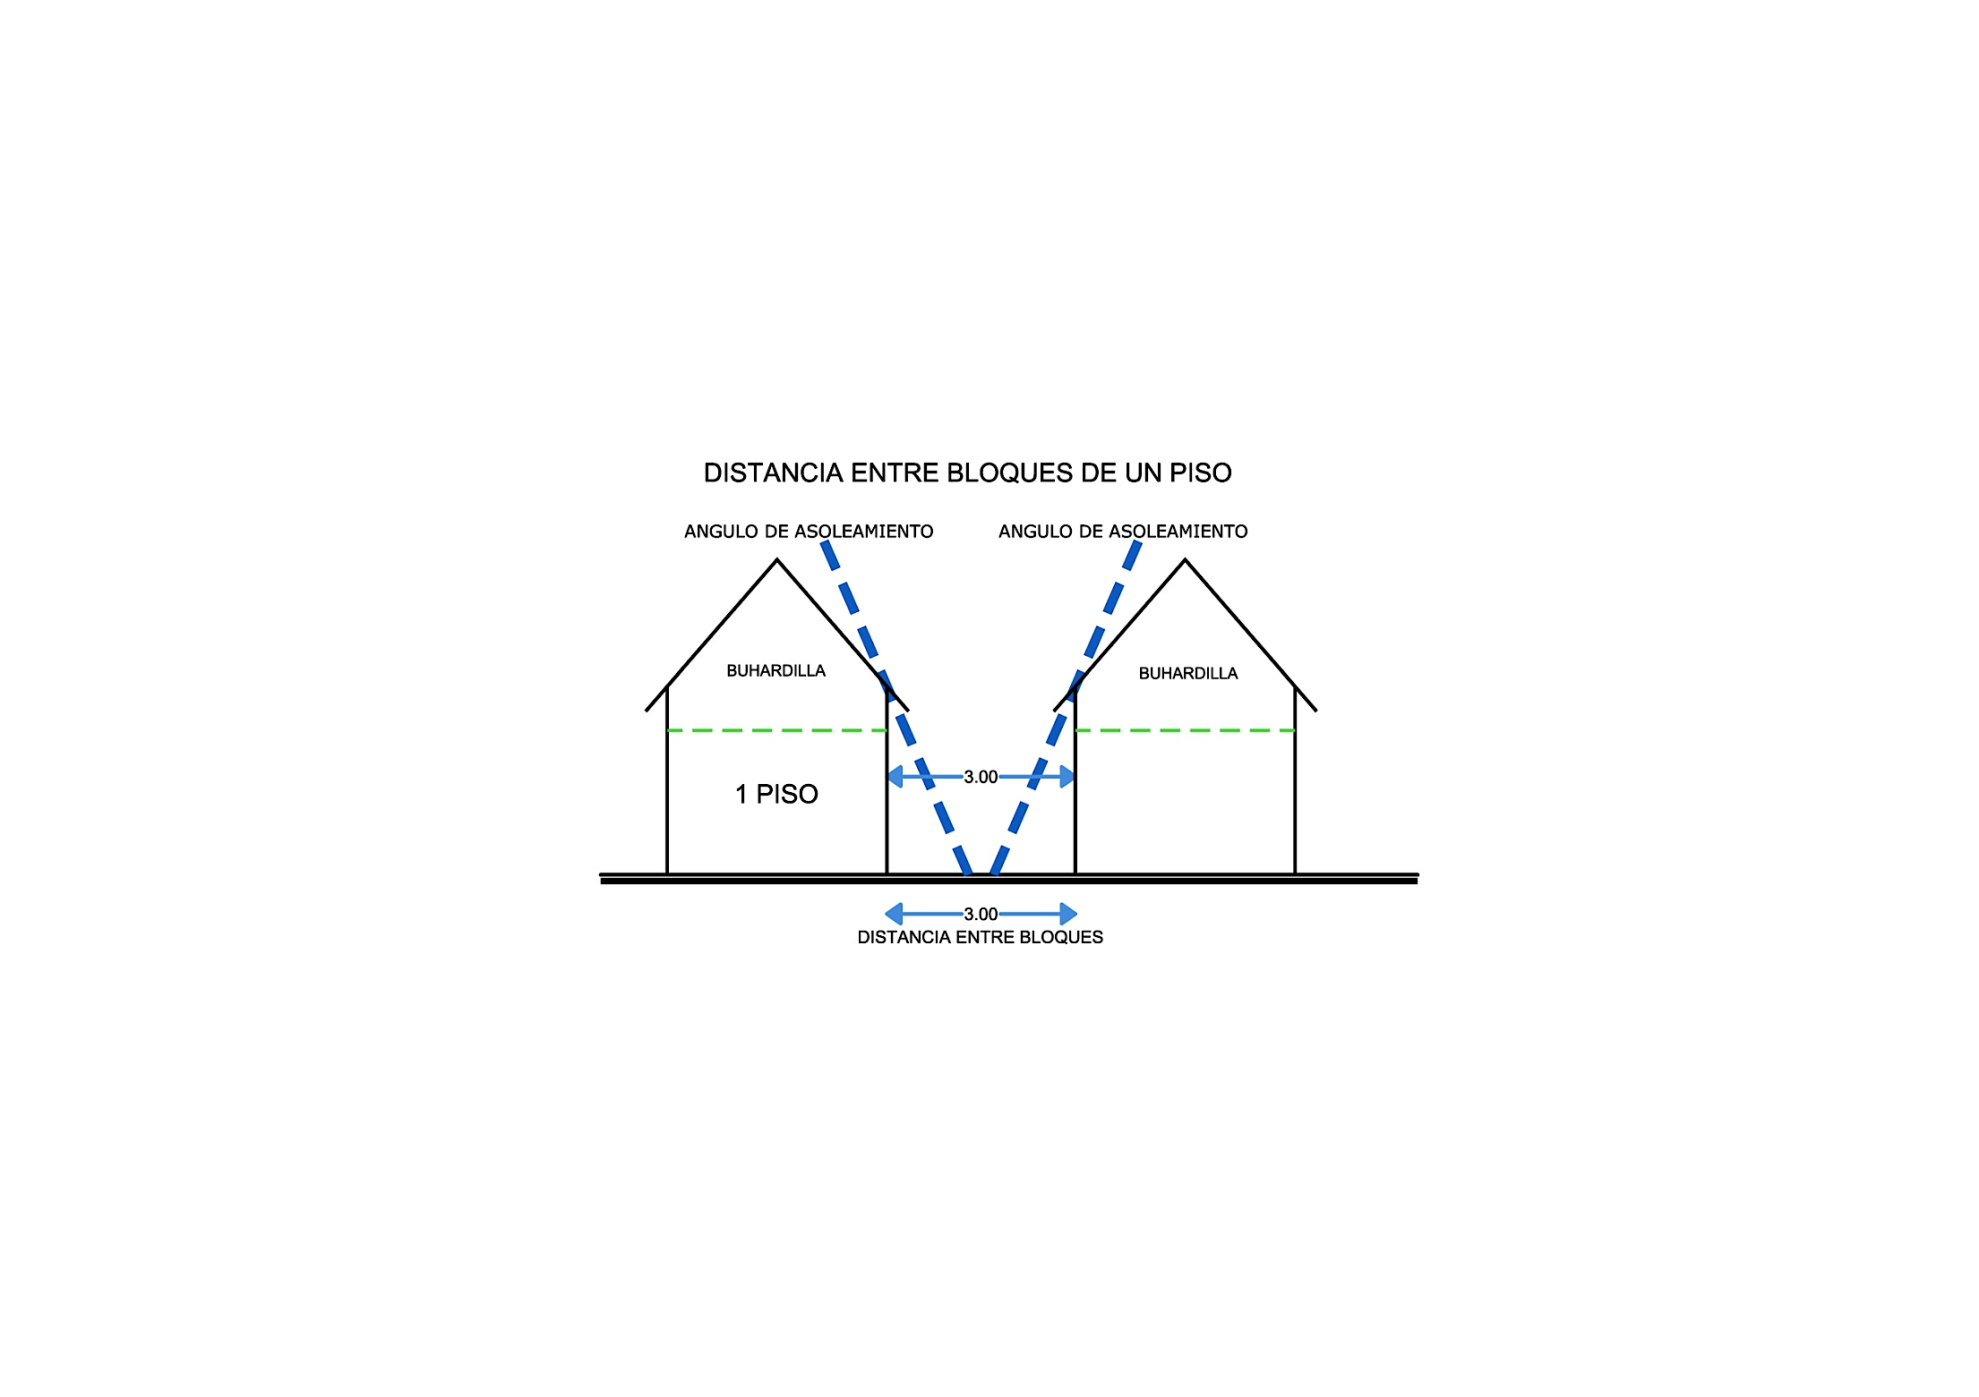 DISTANCIA ENTRE BLOQUES DE UN PISO
ANGULO DE ASOLEAMIENTO
ANGULO DE ASOLEAMIENTO
BUHARDILLA
BUHARDILLA
3.00
1 PISO
3.00
DISTANCIA ENTRE BLOQUES